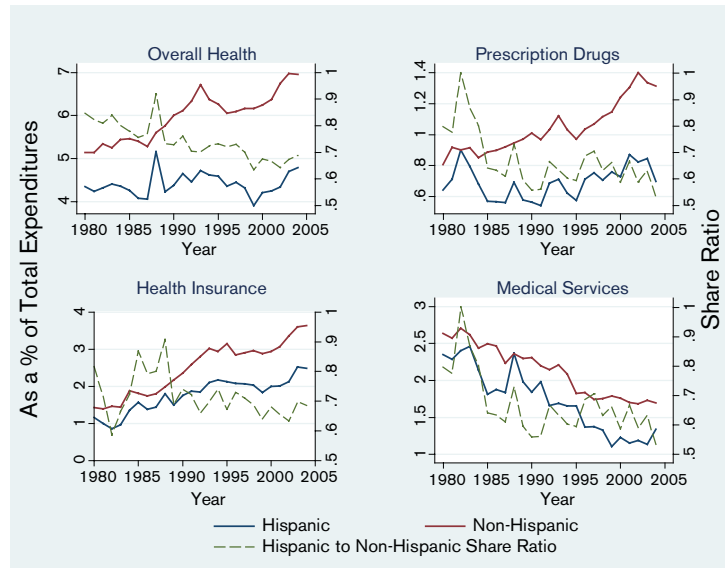 Overall Health
7
6
5
4
1
.9
.8
.7
.6
.5
1980 1985 1990 1995 2000 2005
Year
Prescription Drugs
1.4
1.2
1
.8
.6
1
.9
.8
.7
.6
.5
1980 1985 1990 1995 2000 2005
Year
As a % of Total Expenditures
Share Ratio
Health Insurance
4
3
2
1
0
1
.9
.8
.7
.6
.5
1980 1985 1990 1995 2000 2005
Year
Medical Services
3
2.5
2
1.5
1
1
.9
.8
.7
.6
.5
1980 1985 1990 1995 2000 2005
Year
Hispanic Non-Hispanic
Hispanic to Non-Hispanic Share Ratio